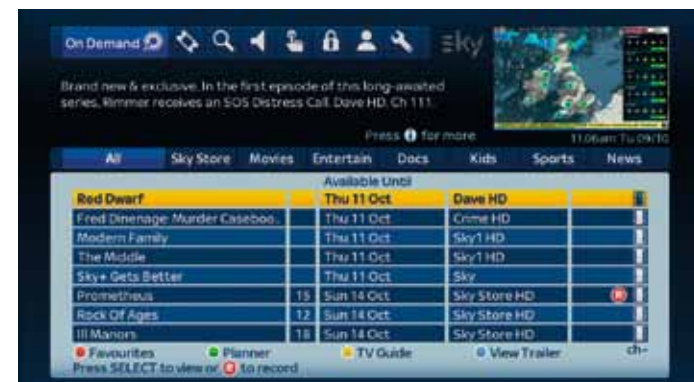 On Demand
sky
Brand new & exclusive. In the first episode of this long-awaited
series, Rimmer receives an SOS Distress Call. Dave HD, Ch 111.
Press i for more
11.06am Tu 09/10
All Sky Store Movies Entertain Docs Kids Sports News
Available Until
Red Dwarf Thu 11 Oct Dave HD
Fred Dinenage: Murder Caseboo.. Thu 11 Oct Crime HD
Modern Family Thu 11 Oct Sky1 HD
The Middle Thu 11 Oct Sky1 HD
Sky+ Gets Better Thu 11 Oct Sky
Prometheus 15 Sun 14 Oct Sky Store HD R
Rock Of Ages 12 Sun 14 Oct Sky Store HD
Ill Manors 18 Sun 14 Oct Sky Store HD
Favourites Planner TV Guide View Trailer ch-
Press SELECT to view or R to record